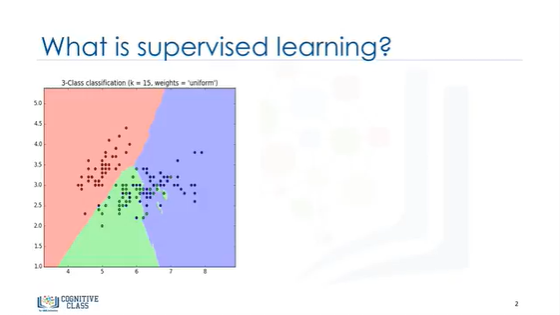 What is supervised learning?
3-Class classification (k = 15, weights = 'uniform')
5.0
4.5
4.0
3.5
3.0
2.5
2.0
1.5
1.0
4 5 6 7 8
COGNITIVE
CLASS
2